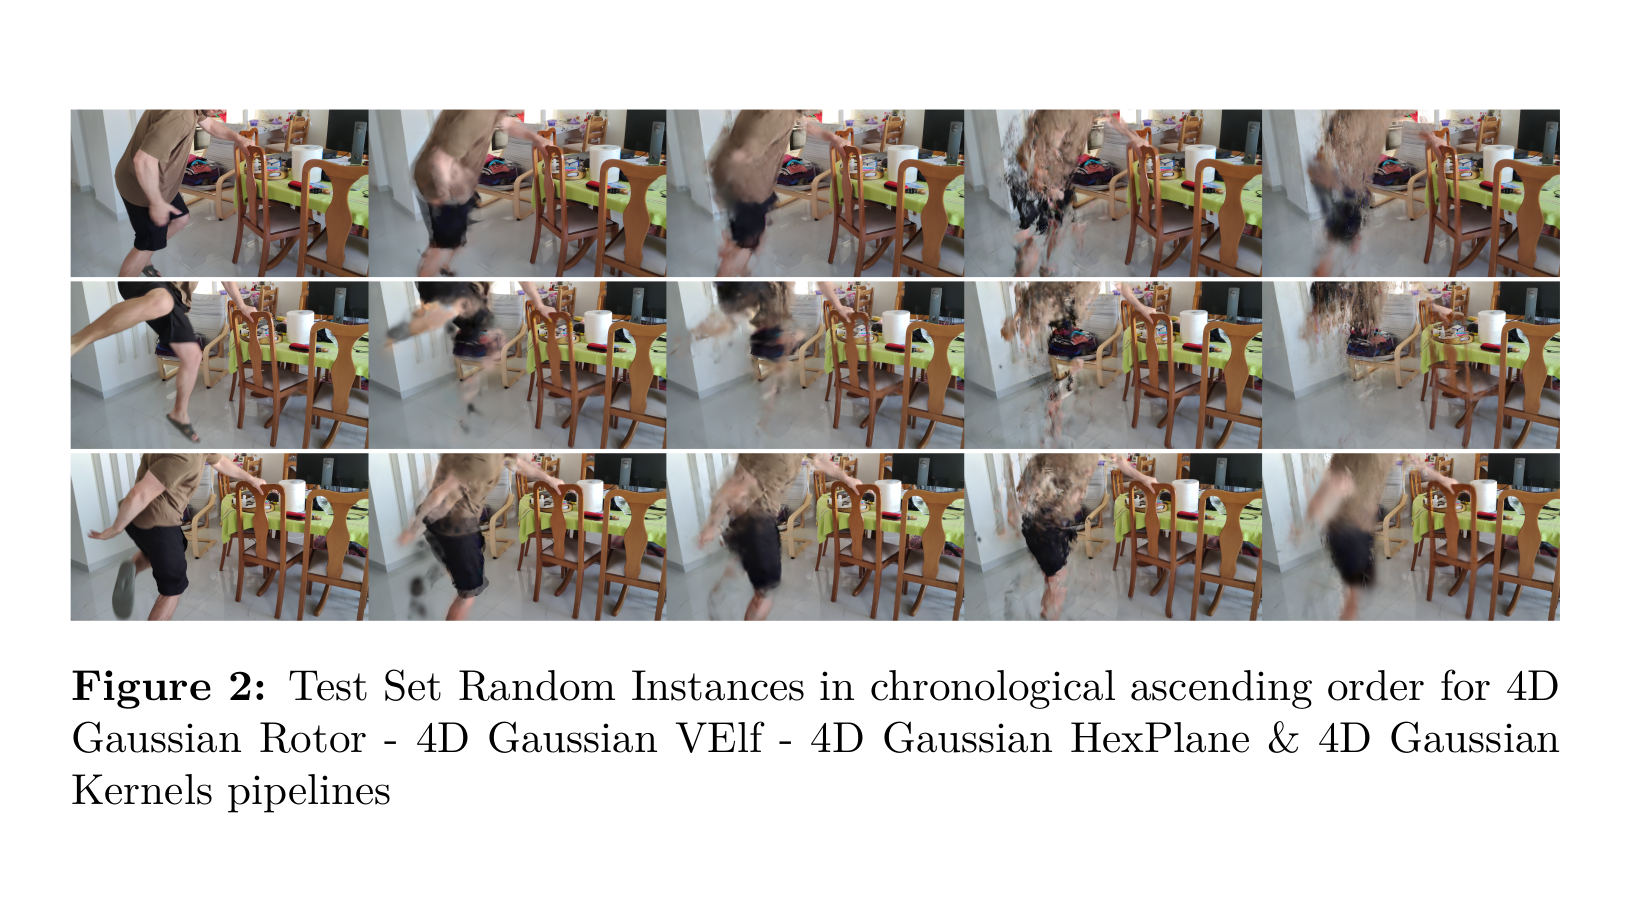 Figure 2: Test Set Random Instances in chronological ascending order for 4D
Gaussian Rotor - 4D Gaussian VElf - 4D Gaussian HexPlane & 4D Gaussian
Kernels pipelines